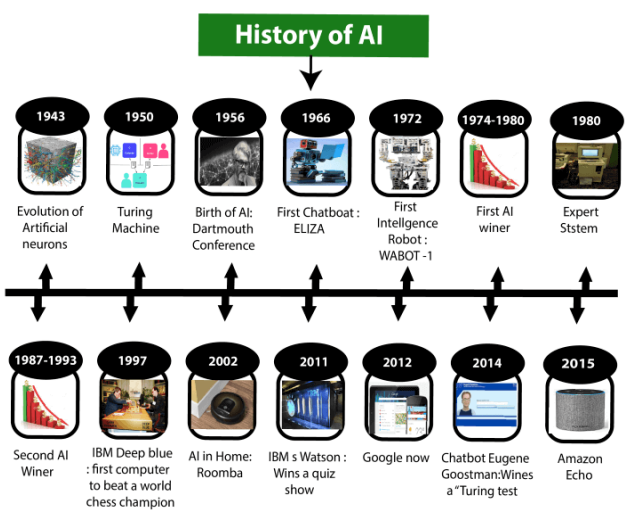 History of AI
1943
1950
1956
1966
1972
1974-1980
1980
Evolution of
Artificial
neurons
Turing
Machine
Birth of AI:
Dartmouth
Conference
First Chatboat :
ELIZA
First
Intellgence
Robot :
WABOT -1
First AI
winer
Expert
Ststem
1987-1993
1997
2002
2011
2012
2014
2015
Second AI
Winer
IBM Deep blue
: first computer
to beat a world
chess champion
AI in Home:
Roomba
IBM s Watson :
Wins a quiz
show
Google now
Chatbot Eugene
Goostman:Wines
a “Turing test
Amazon
Echo